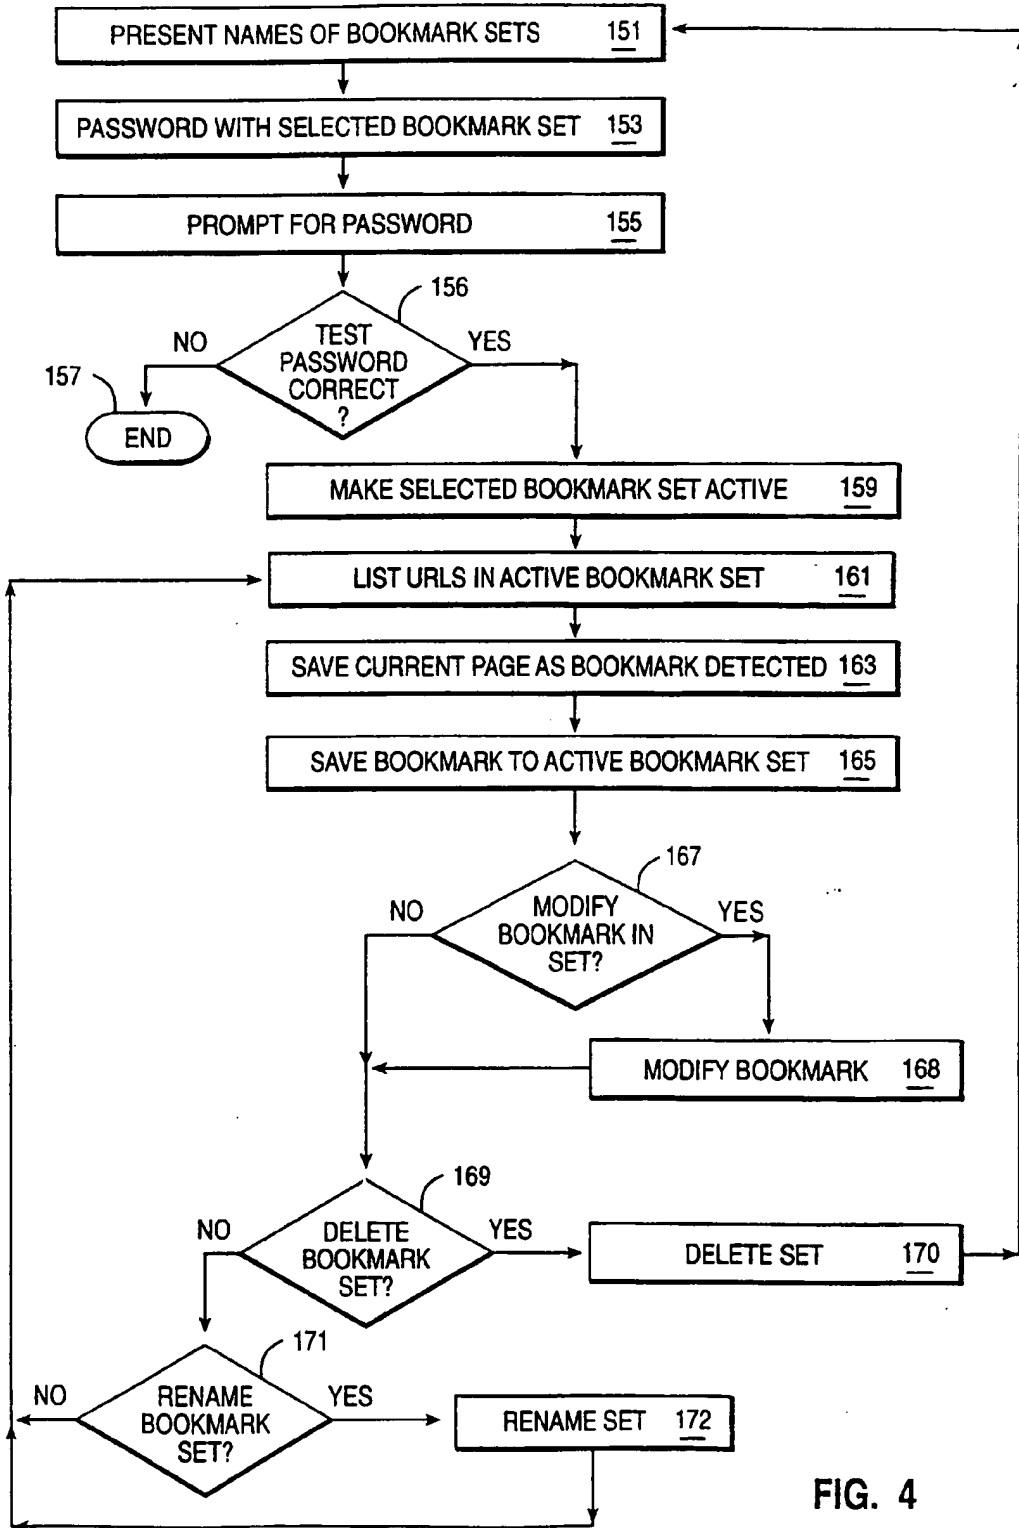 PRESENT NAMES OF BOOKMARK SETS 151
PASSWORD WITH SELECTED BOOKMARK SET 153
PROMPT FOR PASSWORD 155
156
NO
TEST
PASSWORD
CORRECT
?
YES
157
END
MAKE SELECTED BOOKMARK SET ACTIVE 159
LIST URLS IN ACTIVE BOOKMARK SET 161
SAVE CURRENT PAGE AS BOOKMARK DETECTED 163
SAVE BOOKMARK TO ACTIVE BOOKMARK SET 165
167
NO
MODIFY
BOOKMARK IN
SET?
YES
MODIFY BOOKMARK 168
169
NO
DELETE
BOOKMARK
SET?
YES
DELETE SET 170
171
NO
RENAME
BOOKMARK
SET?
YES
RENAME SET 172
FIG. 4